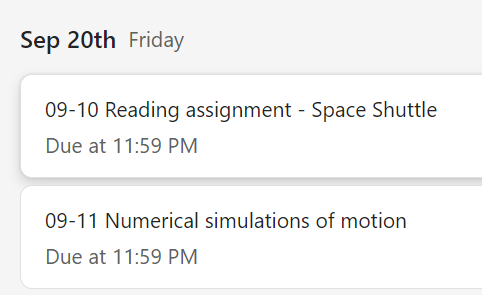 Sep 20th Friday
09-10 Reading assignment - Space Shuttle
Due at 11:59 PM
09-11 Numerical simulations of motion
Due at 11:59 PM